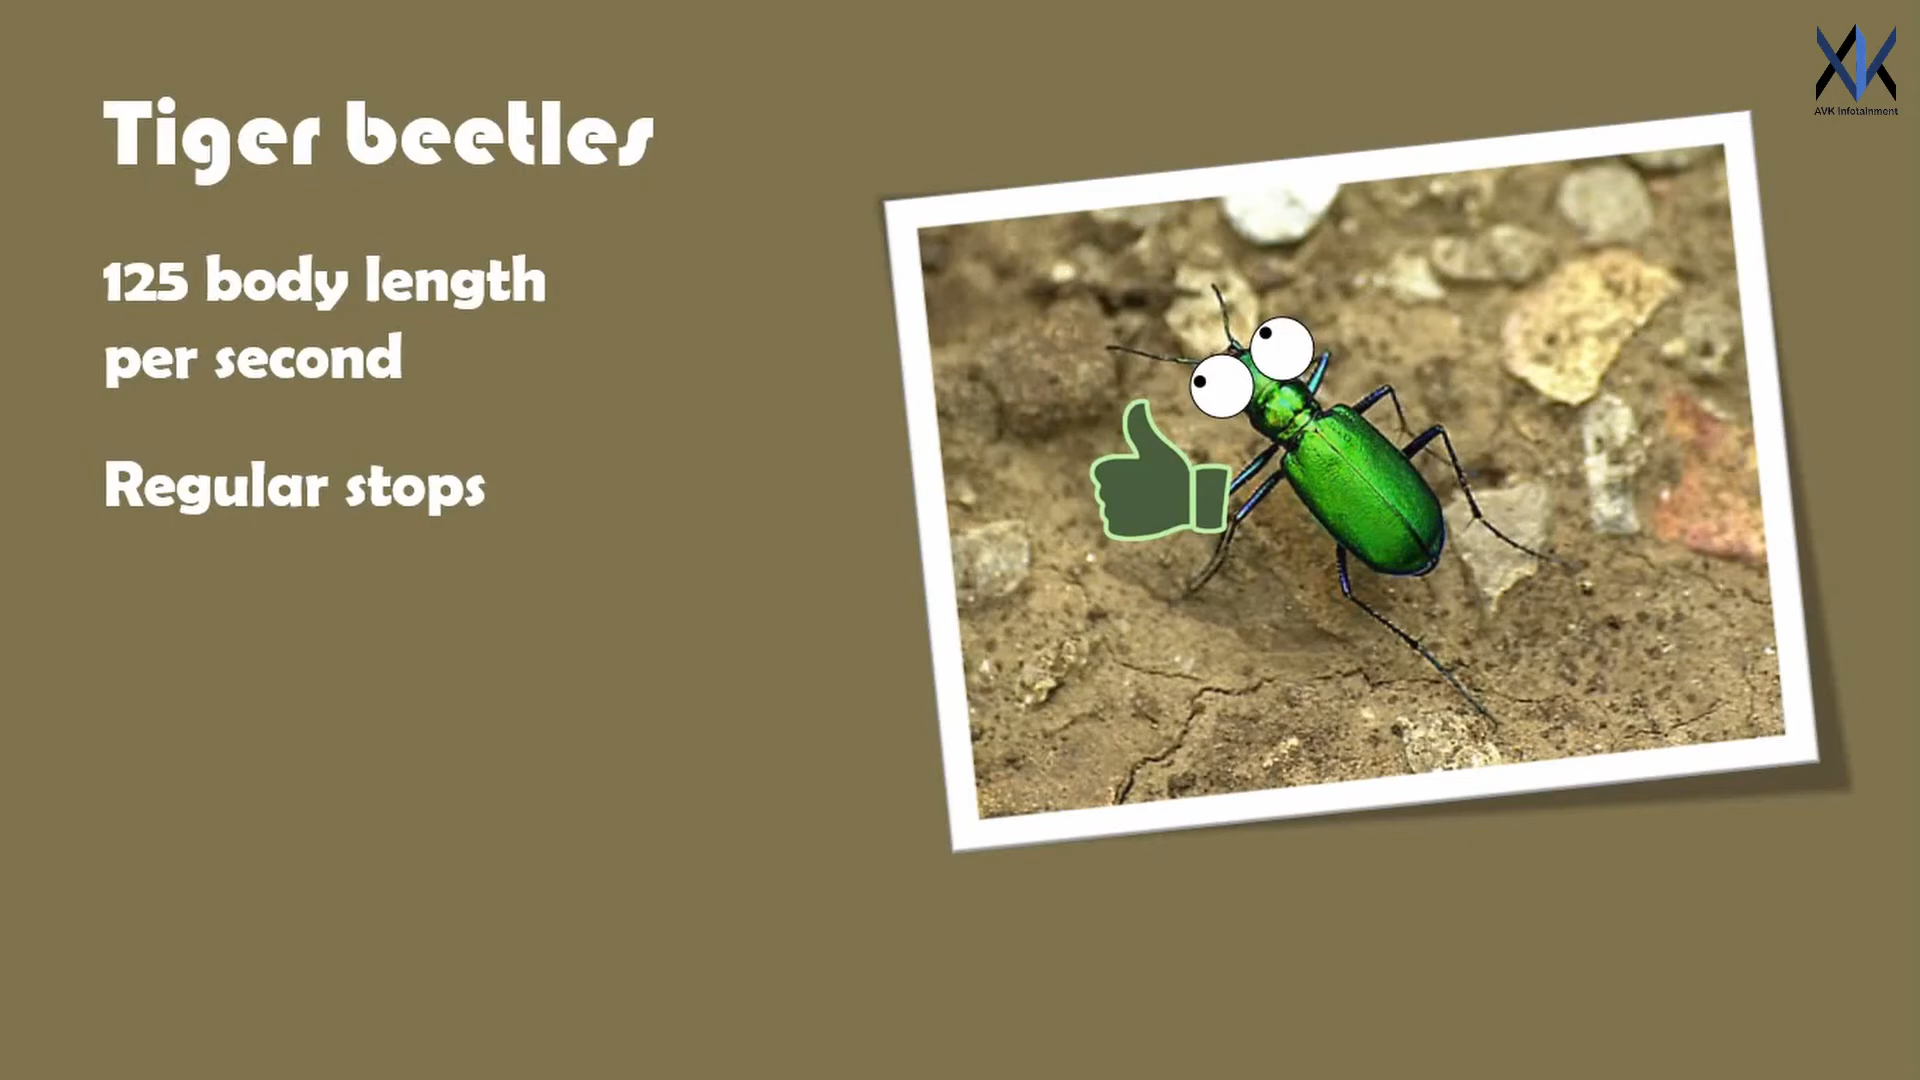 Tiger beetles
125 body length
per second
Regular stops
AVK Infotainment